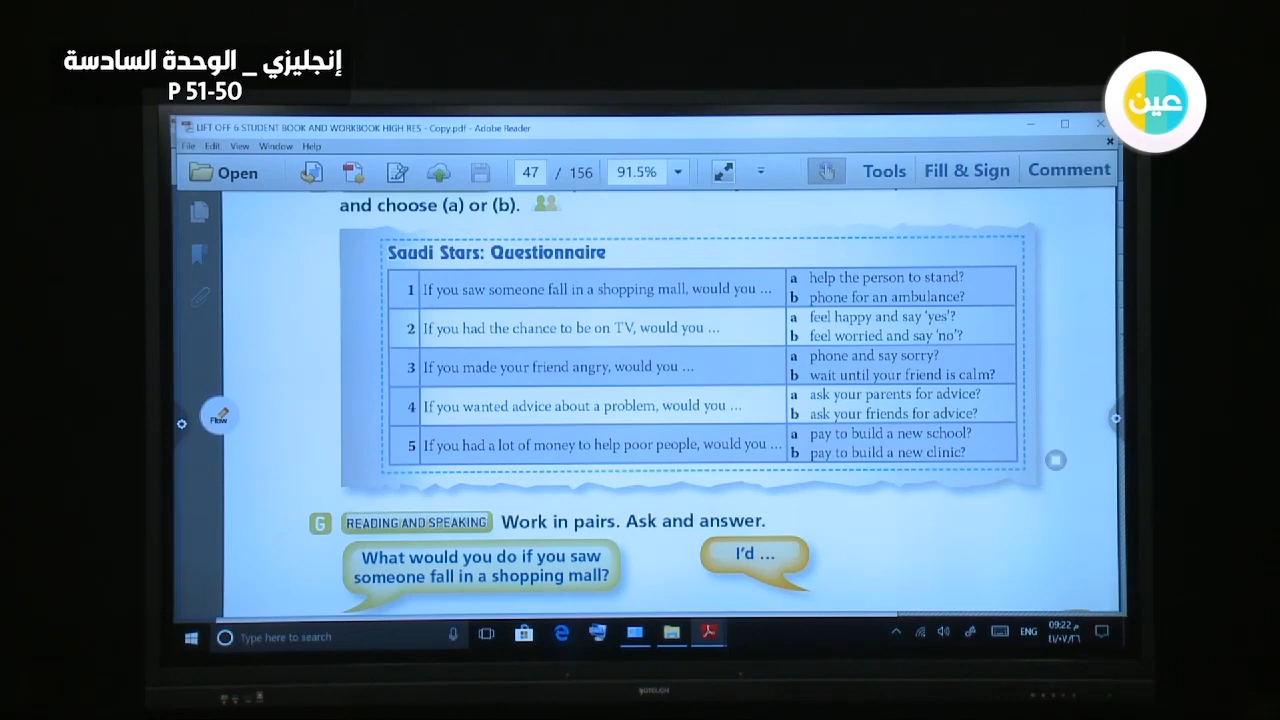 إنجليزي _ الوحدة السادسة
P 51-50
عين
LIFT OFF 6 STUDENT BOOK AND WORKBOOK HIGH RES - Copy.pdf - Adobe Reader
File Edit View Window Help
Open 47 / 156 91.5% Tools Fill & Sign Comment
and choose (a) or (b).
Saudi Stars: Questionnaire
1 If you saw someone fall in a shopping mall, would you ...
a help the person to stand?
b phone for an ambulance?
2 If you had the chance to be on TV, would you ...
a feel happy and say 'yes'?
b feel worried and say 'no'?
3 If you made your friend angry, would you ...
a phone and say sorry?
b wait until your friend is calm?
4 If you wanted advice about a problem, would you ...
a ask your parents for advice?
b ask your friends for advice?
5 If you had a lot of money to help poor people, would you ...
a pay to build a new school?
b pay to build a new clinic?
G READING AND SPEAKING Work in pairs. Ask and answer.
What would you do if you saw
someone fall in a shopping mall?
I'd ...
Type here to search
ENG
09:22 م